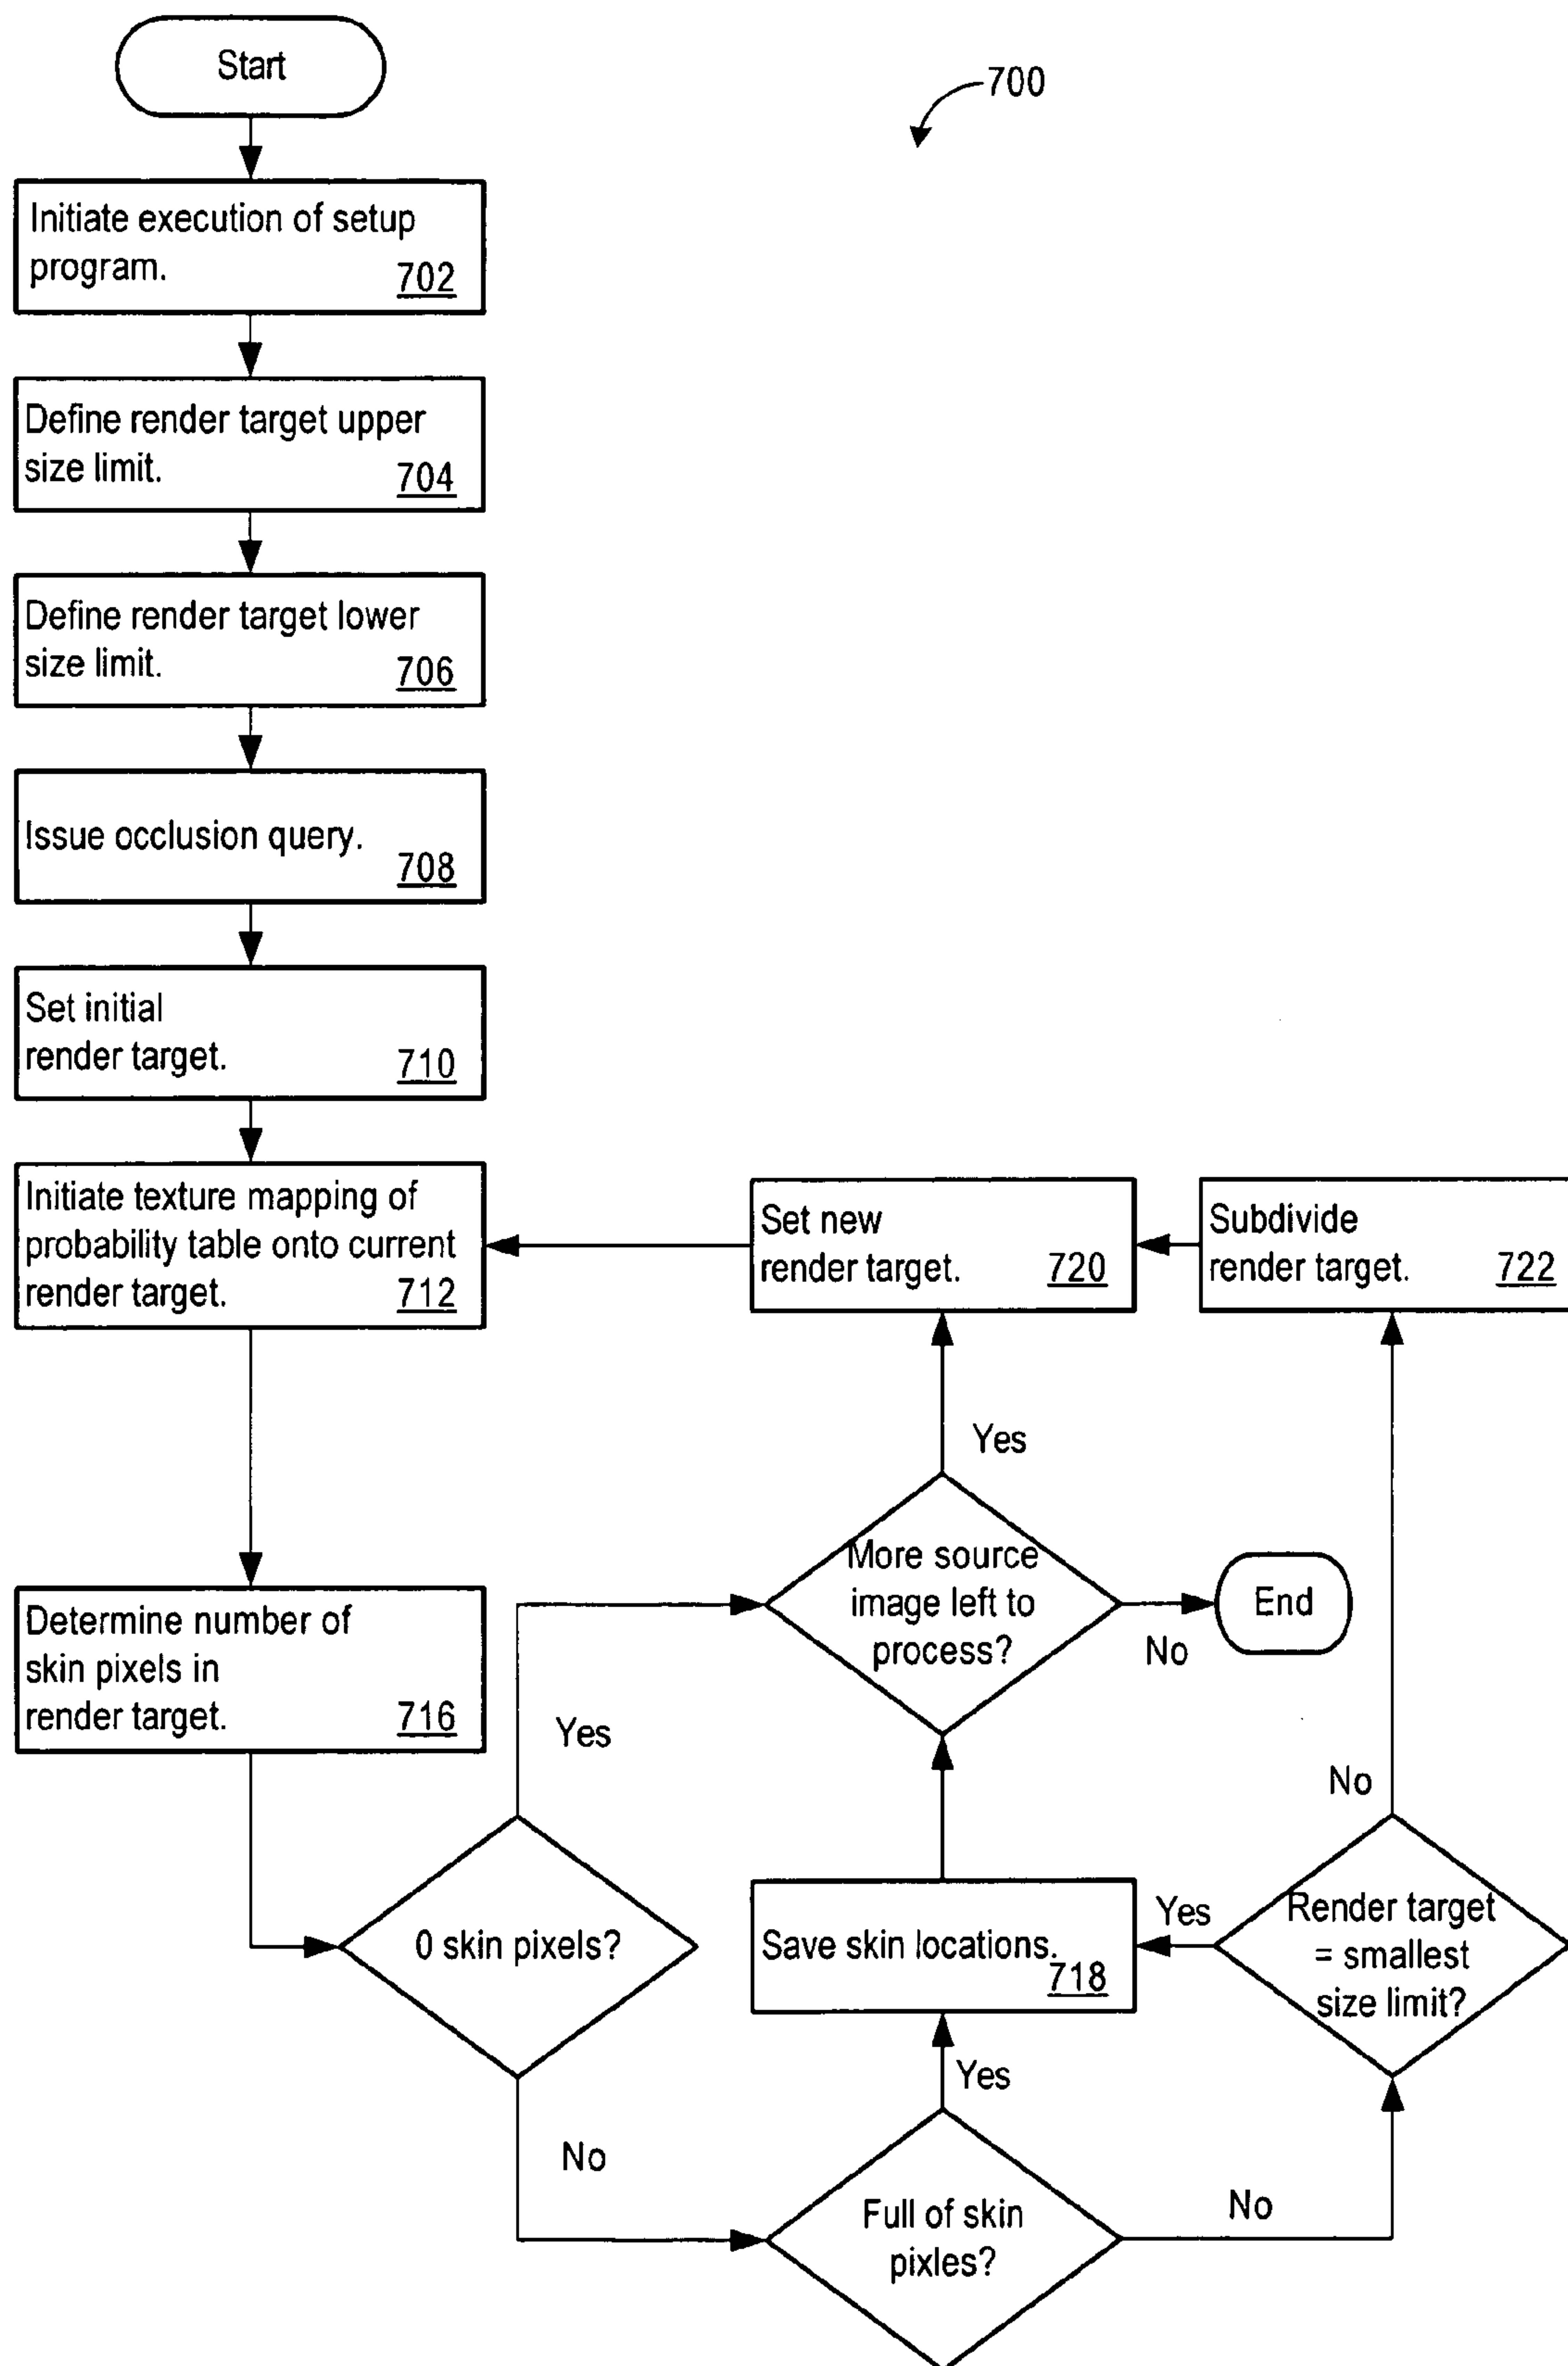 Start
700
Initiate execution of setup
program.
702
Define render target upper
size limit.
704
Define render target lower
size limit.
706
Issue occlusion query.
708
Set initial
render target.
710
Initiate texture mapping of
probability table onto current
render target.
712
Set new
render target.
720
Subdivide
render target.
722
Yes
More source
image left to
process?
No
End
Determine number of
skin pixels in
render target.
716
Yes
No
0 skin pixels?
Save skin locations.
718
Yes
Render target
= smallest
size limit?
Yes
No
Full of skin
pixles?
No